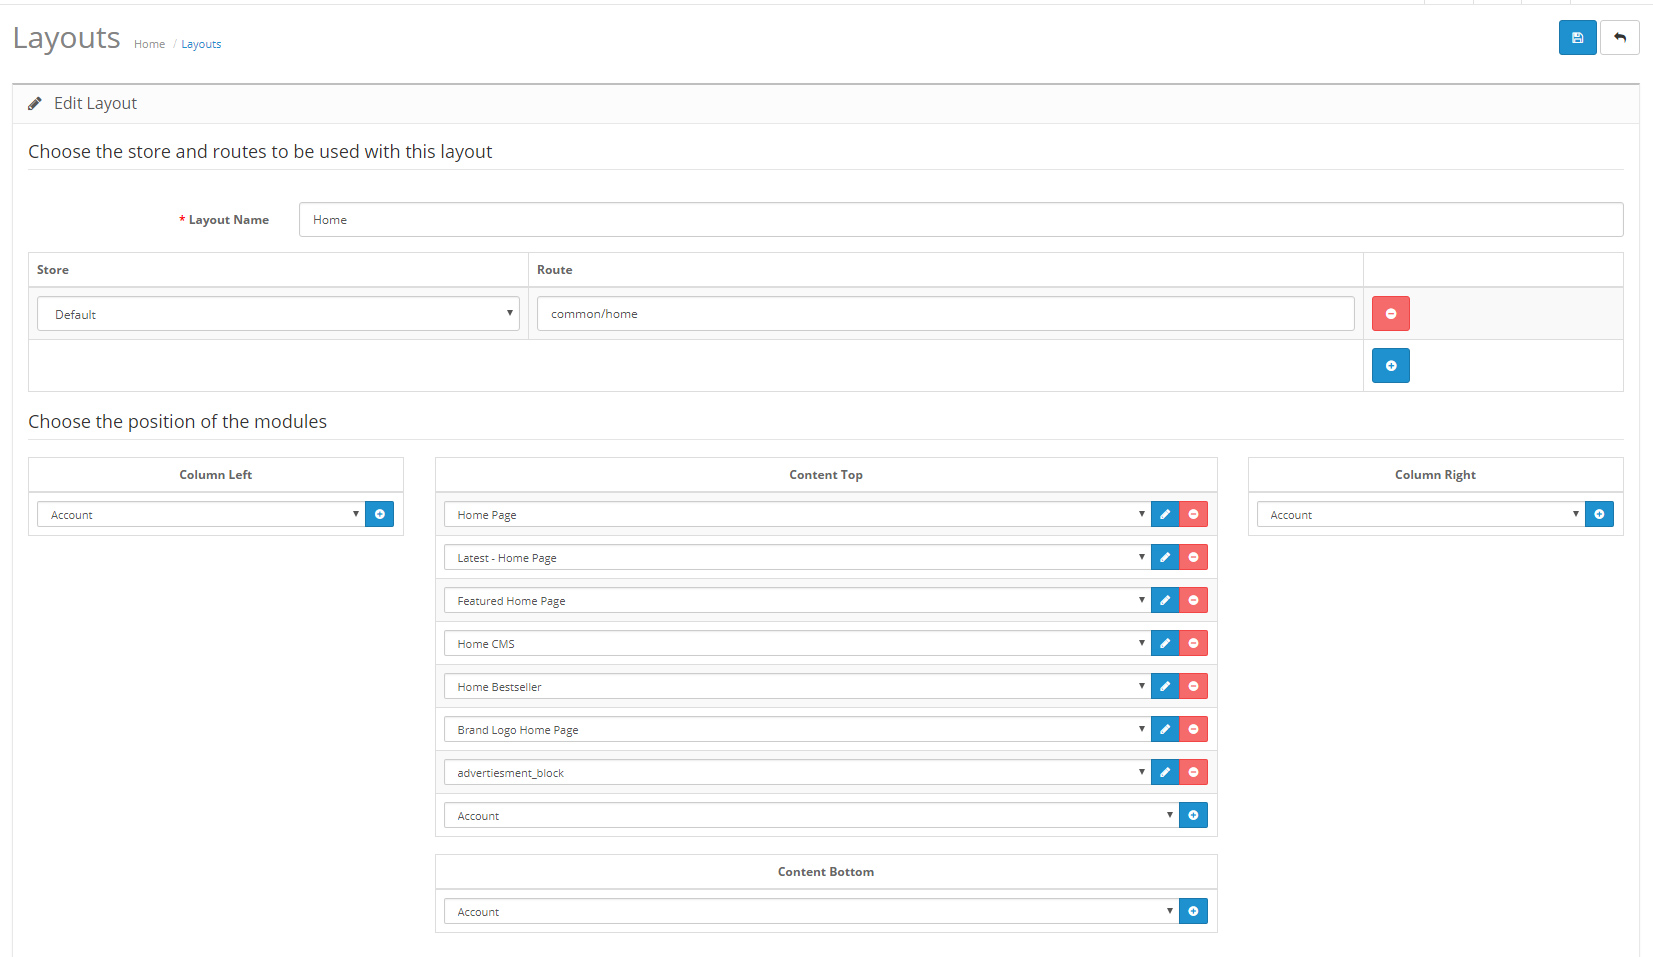 Layouts Home / Layouts
Edit Layout
Choose the store and routes to be used with this layout
* Layout Name Home
Store Route
Default common/home
Choose the position of the modules
Column Left
Account
Content Top
Home Page
Latest - Home Page
Featured Home Page
Home CMS
Home Bestseller
Brand Logo Home Page
advertiesment_block
Account
Content Bottom
Account
Column Right
Account